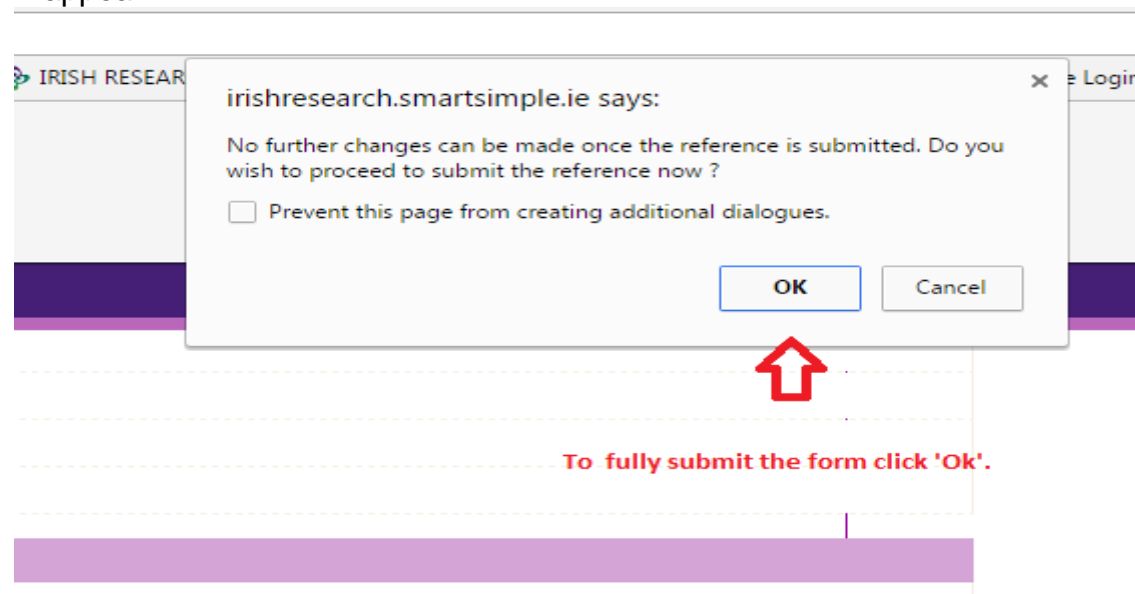 IRISH RESEAR
e Login
irishresearch.smartsimple.ie says:
No further changes can be made once the reference is submitted. Do you
wish to proceed to submit the reference now ?
Prevent this page from creating additional dialogues.
OK
Cancel
To fully submit the form click 'Ok'.